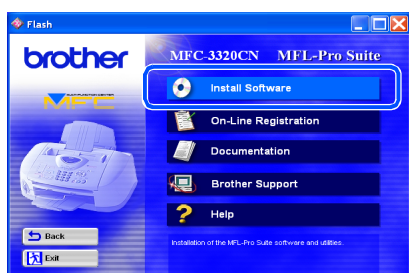 Flash
brother
MFC-3320CN MFL-Pro Suite
MFC
Install Software
On-Line Registration
Documentation
Brother Support
Help
Back
Exit
Installation of the MFL-Pro Suite software and utilities.